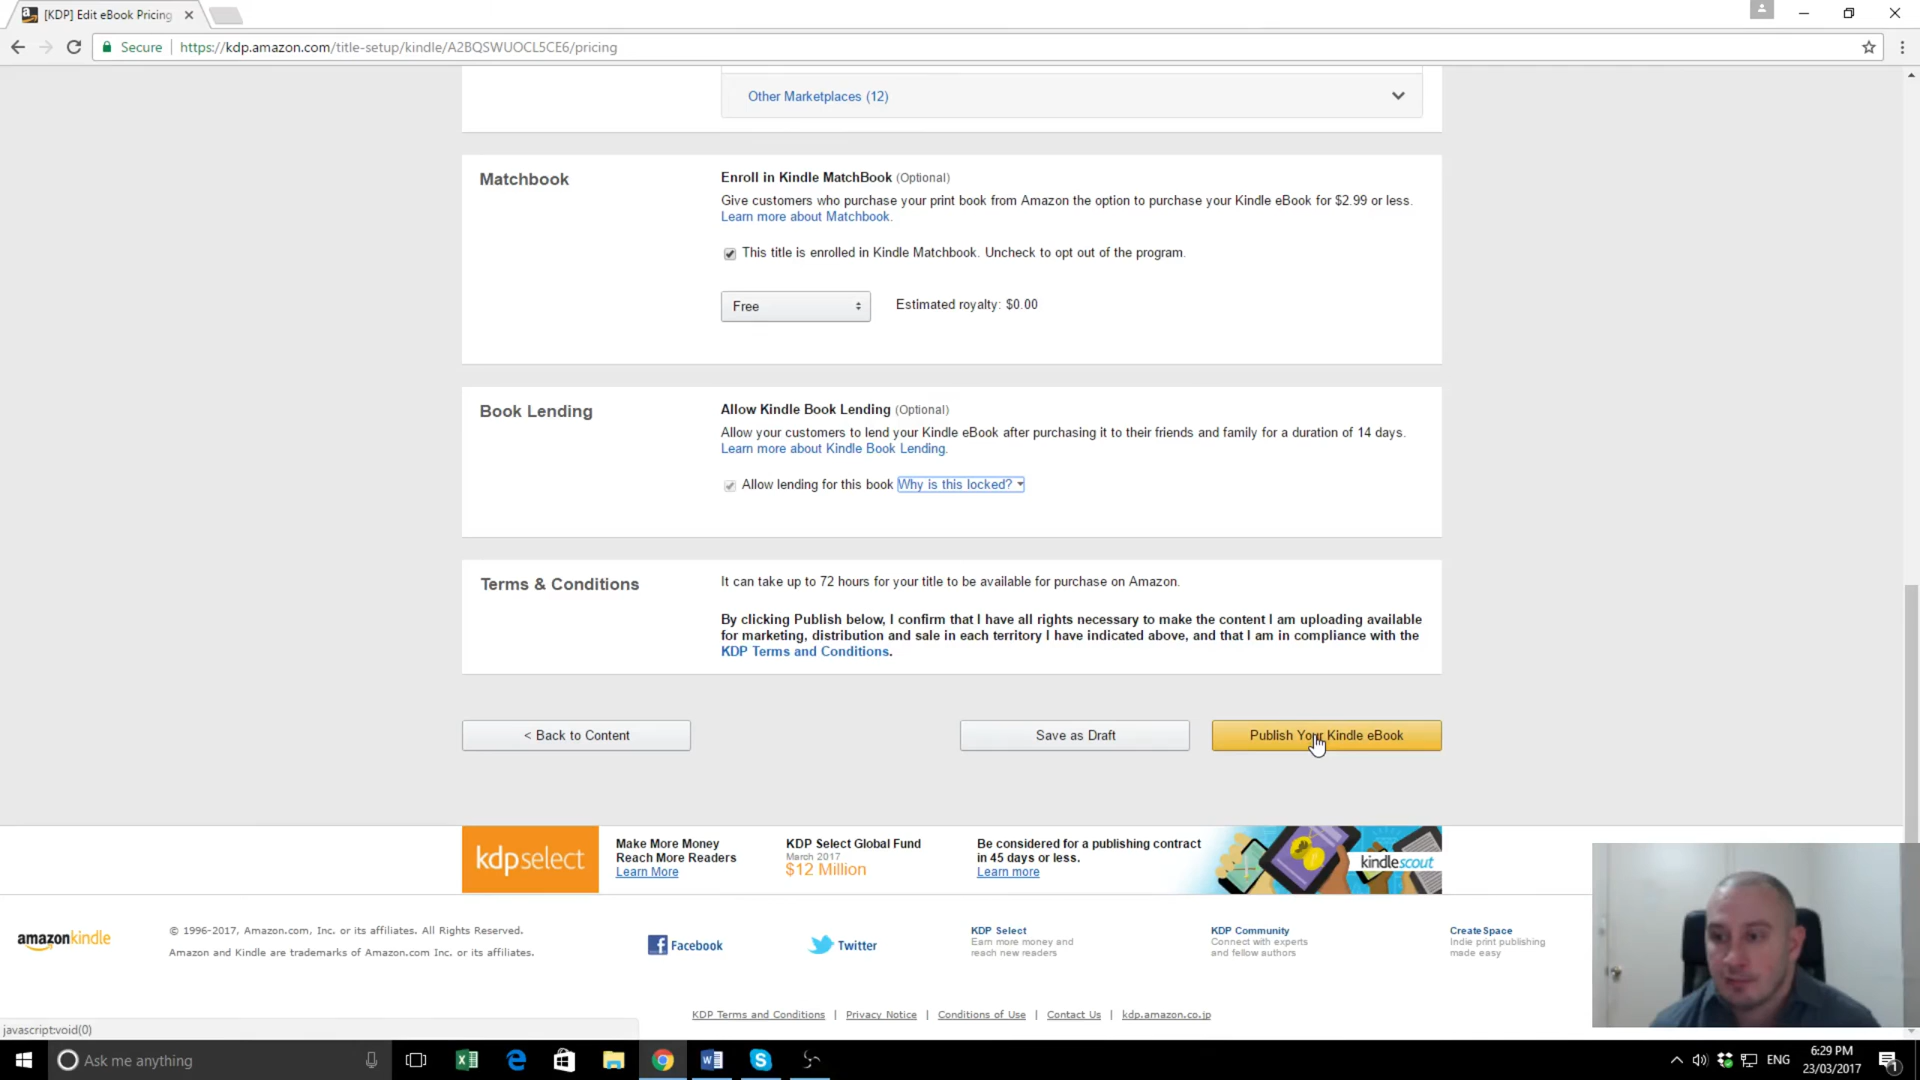 [KDP] Edit eBook Pricing
Secure | https://kdp.amazon.com/title-setup/kindle/A2BQSWUOCL5CE6/pricing
Other Marketplaces (12)
Matchbook
Enroll in Kindle MatchBook (Optional)
Give customers who purchase your print book from Amazon the option to purchase your Kindle eBook for $2.99 or less.
Learn more about Matchbook.
This title is enrolled in Kindle Matchbook. Uncheck to opt out of the program.
Free
Estimated royalty: $0.00
Book Lending
Allow Kindle Book Lending (Optional)
Allow your customers to lend your Kindle eBook after purchasing it to their friends and family for a duration of 14 days.
Learn more about Kindle Book Lending.
Allow lending for this book Why is this locked?
Terms & Conditions
It can take up to 72 hours for your title to be available for purchase on Amazon.
By clicking Publish below, I confirm that I have all rights necessary to make the content I am uploading available
for marketing, distribution and sale in each territory I have indicated above, and that I am in compliance with the
KDP Terms and Conditions.
< Back to Content
Save as Draft
Publish Your Kindle eBook
kdpselect
Make More Money
Reach More Readers
Learn More
KDP Select Global Fund
March 2017
$12 Million
Be considered for a publishing contract
in 45 days or less.
Learn more
kindlescout
amazonkindle
© 1996-2017, Amazon.com, Inc. or its affiliates. All Rights Reserved.
Amazon and Kindle are trademarks of Amazon.com Inc. or its affiliates.
Facebook
Twitter
KDP Select
Earn more money and
reach new readers
KDP Community
Connect with experts
and fellow authors
CreateSpace
Indie print publishing
made easy
KDP Terms and Conditions | Privacy Notice | Conditions of Use | Contact Us | kdp.amazon.co.jp
javascript:void(0)
Ask me anything
ENG
6:29 PM
23/03/2017
1